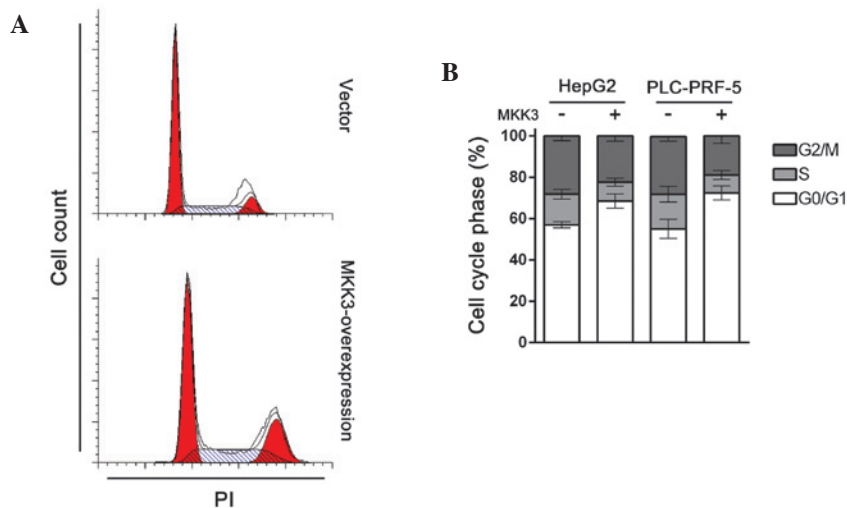 A
Cell count
Vector
MKK3-overexpression
PI
B
HepG2 PLC-PRF-5
MKK3 - + - +
Cell cycle phase (%)
100
80
60
40
20
0
G2/M
S
G0/G1